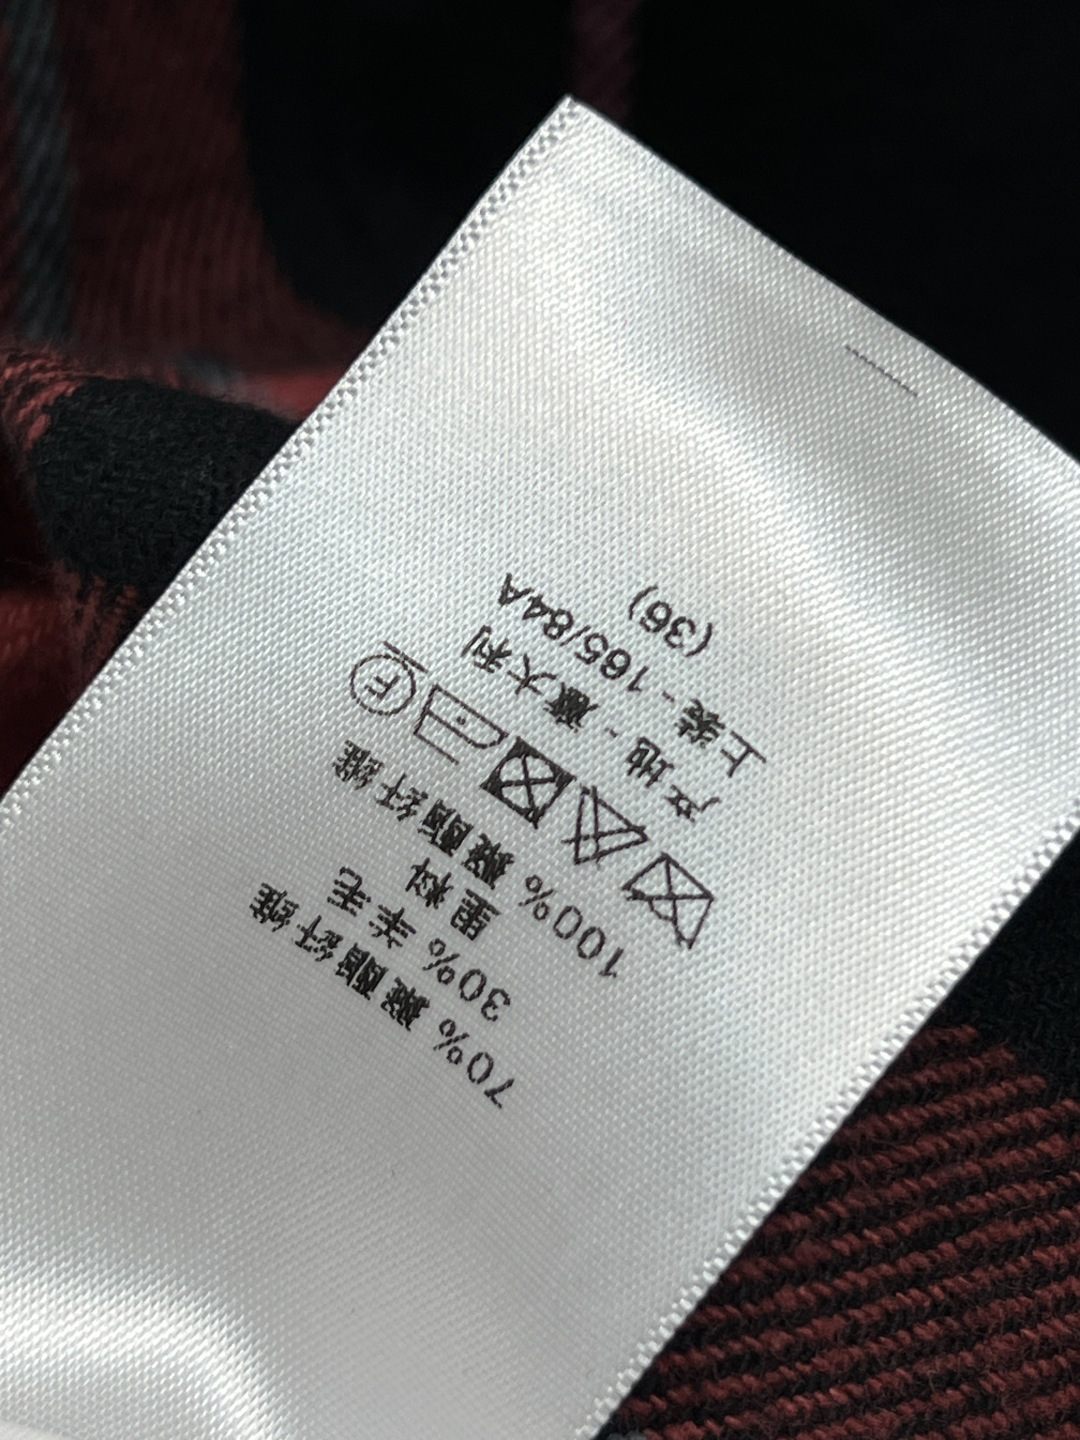 70% 聚酯纤维
30% 羊毛
里料
100% 聚酯纤维
F
产地 - 意大利
上装 - 165/84A
(36)